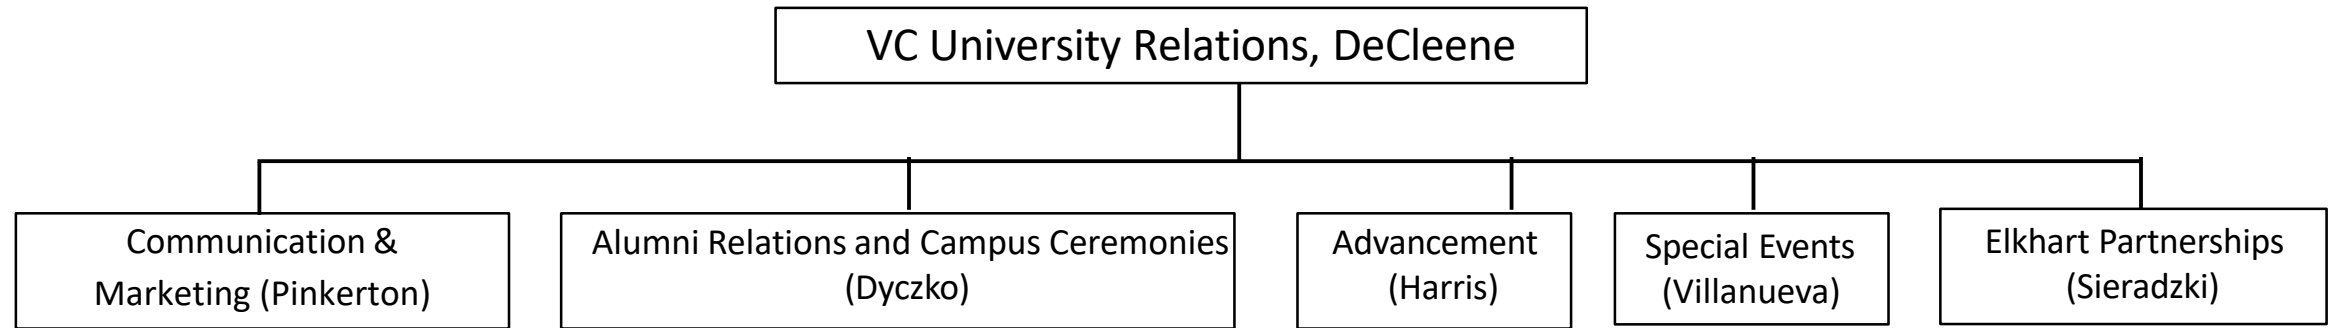 VC University Relations, DeCleene
Communication &
Marketing (Pinkerton)
Alumni Relations and Campus Ceremonies
(Dyczko)
Advancement
(Harris)
Special Events
(Villanueva)
Elkhart Partnerships
(Sieradzki)